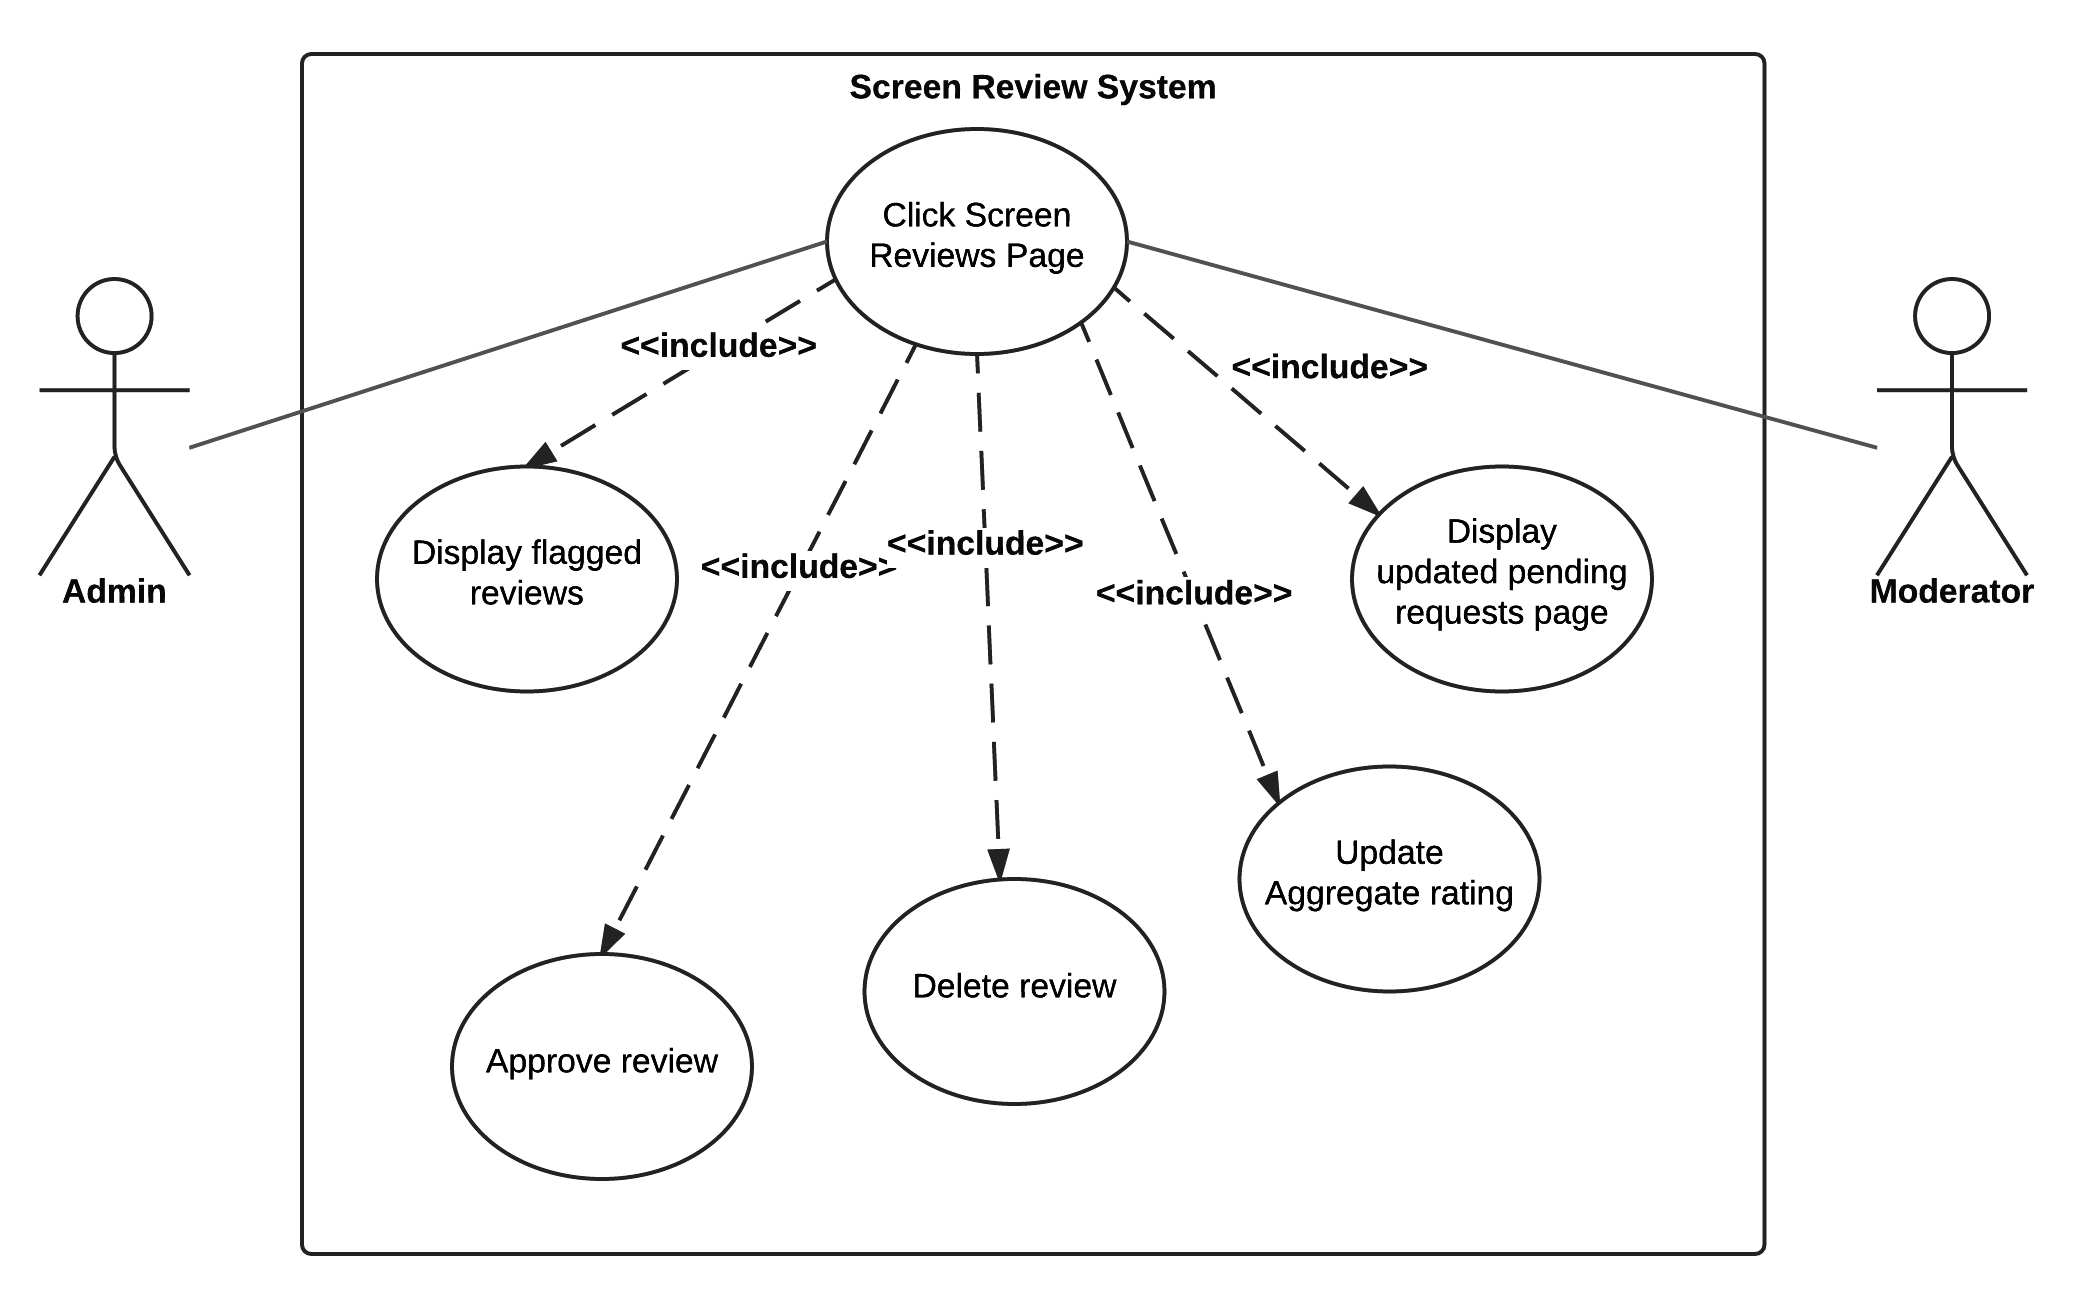 Screen Review System
Click Screen
Reviews Page
<<include>>
<<include>>
<<include>>
<<include>>
<<include>>
Display flagged
reviews
Display
updated pending
requests page
Admin
Moderator
Update
Aggregate rating
Delete review
Approve review